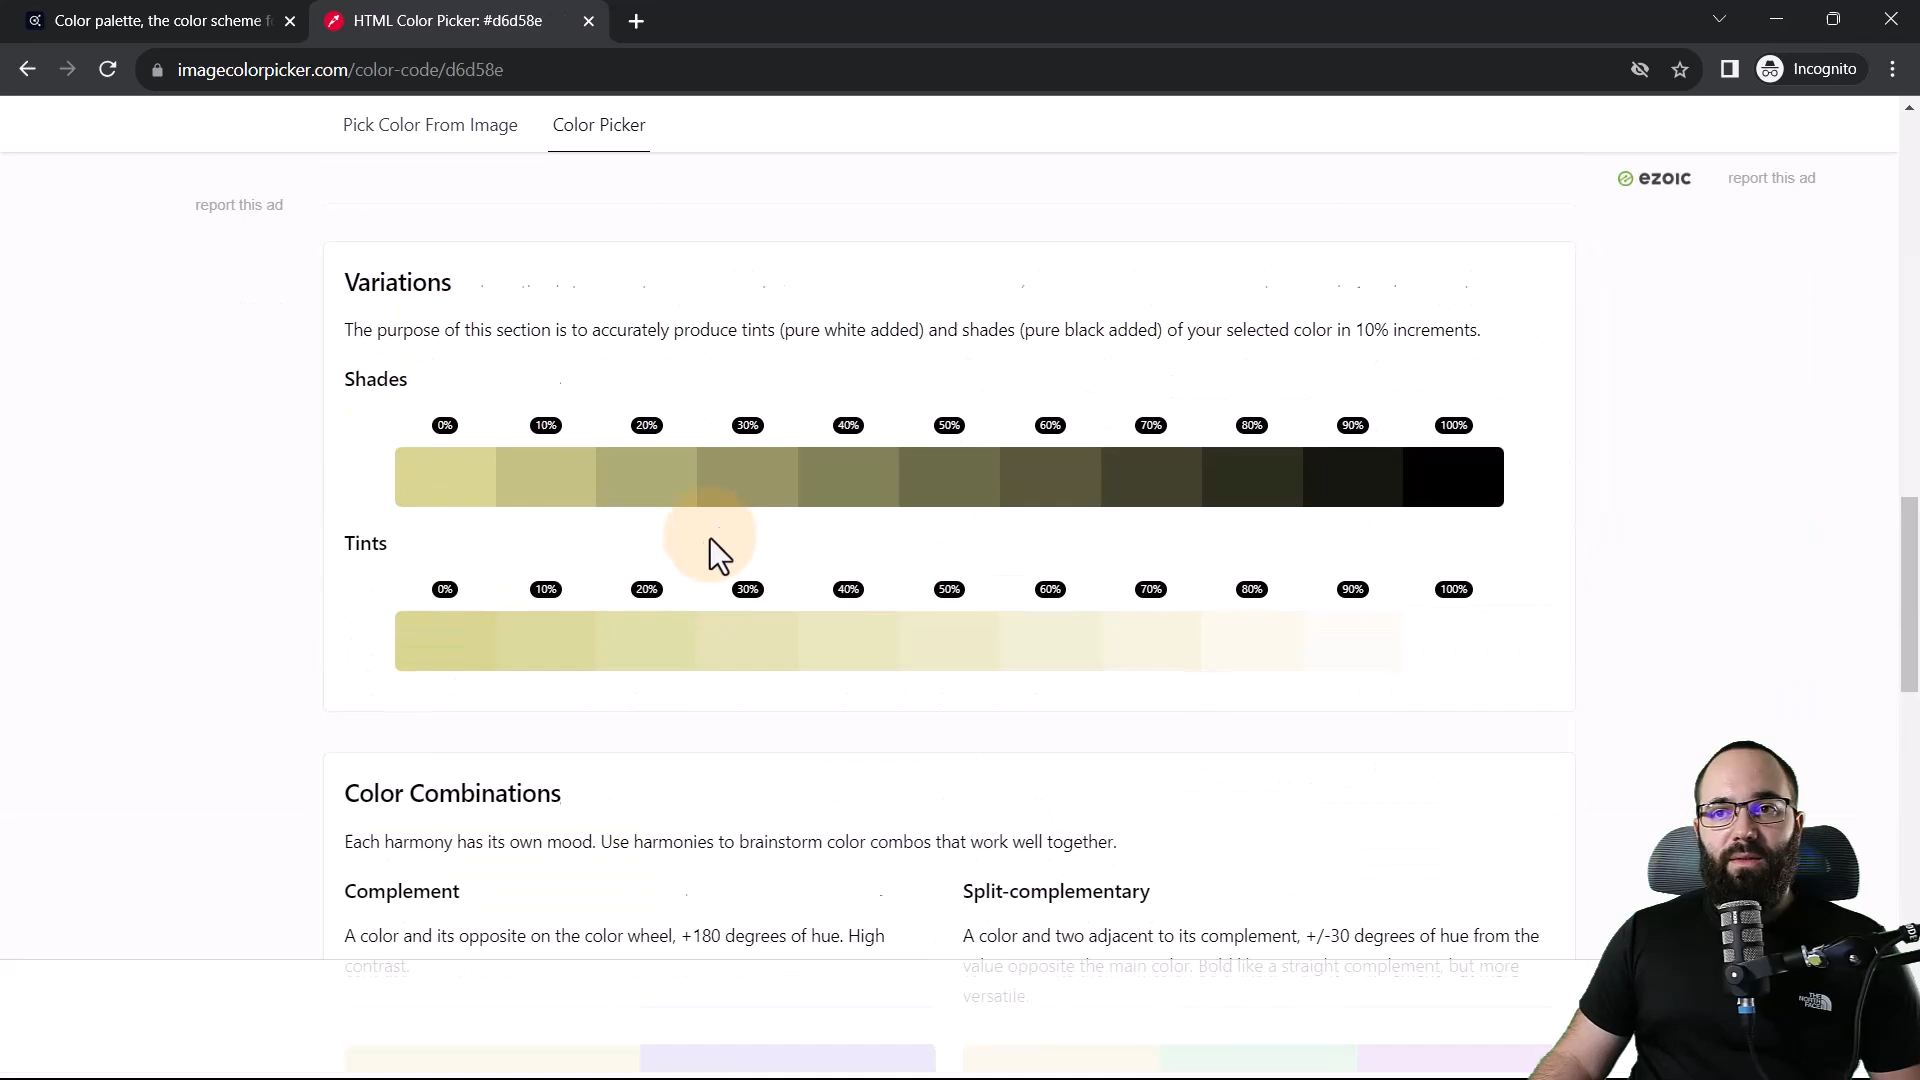 Color palette, the color scheme f
HTML Color Picker: #d6d58e
imagecolorpicker.com/color-code/d6d58e
Incognito
Pick Color From Image
Color Picker
report this ad
ezoic
report this ad
Variations
The purpose of this section is to accurately produce tints (pure white added) and shades (pure black added) of your selected color in 10% increments.
Shades
0% 10% 20% 30% 40% 50% 60% 70% 80% 90% 100%
Tints
0% 10% 20% 30% 40% 50% 60% 70% 80% 90% 100%
Color Combinations
Each harmony has its own mood. Use harmonies to brainstorm color combos that work well together.
Complement
A color and its opposite on the color wheel, +180 degrees of hue. High
contrast.
Split-complementary
A color and two adjacent to its complement, +/-30 degrees of hue from the
value opposite the main color. Bold like a straight complement, but more
versatile.
THE
NORTH
FACE